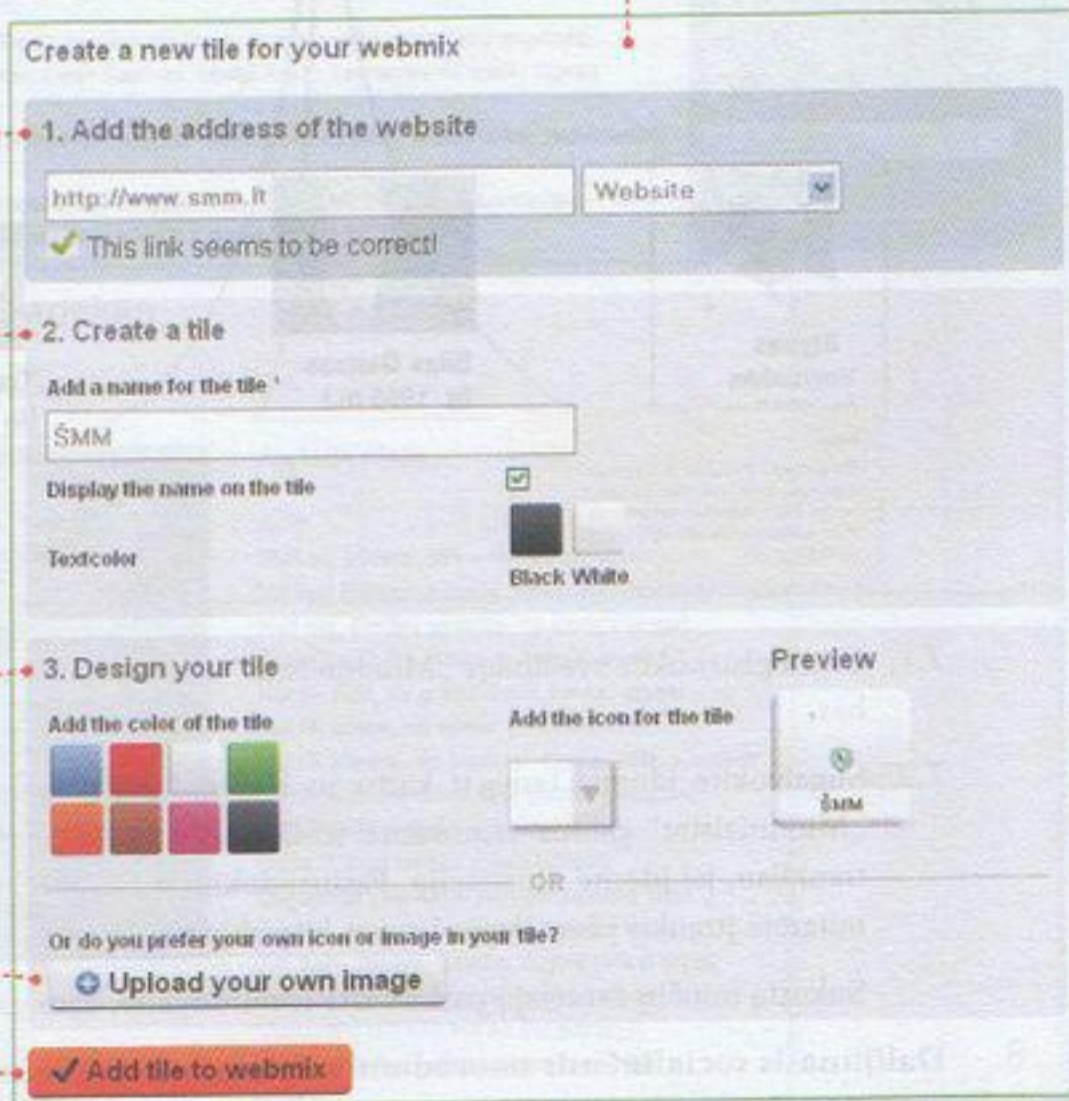 Create a new tile for your webmix
1. Add the address of the website
http://www.smm.lt
Website
This link seems to be correct!
2. Create a tile
Add a name for the tile *
ŠMM
Display the name on the tile
Textcolor
Black White
3. Design your tile
Preview
Add the color of the tile
Add the icon for the tile
ŠMM
OR
Or do you prefer your own icon or image in your tile?
Upload your own image
Add tile to webmix